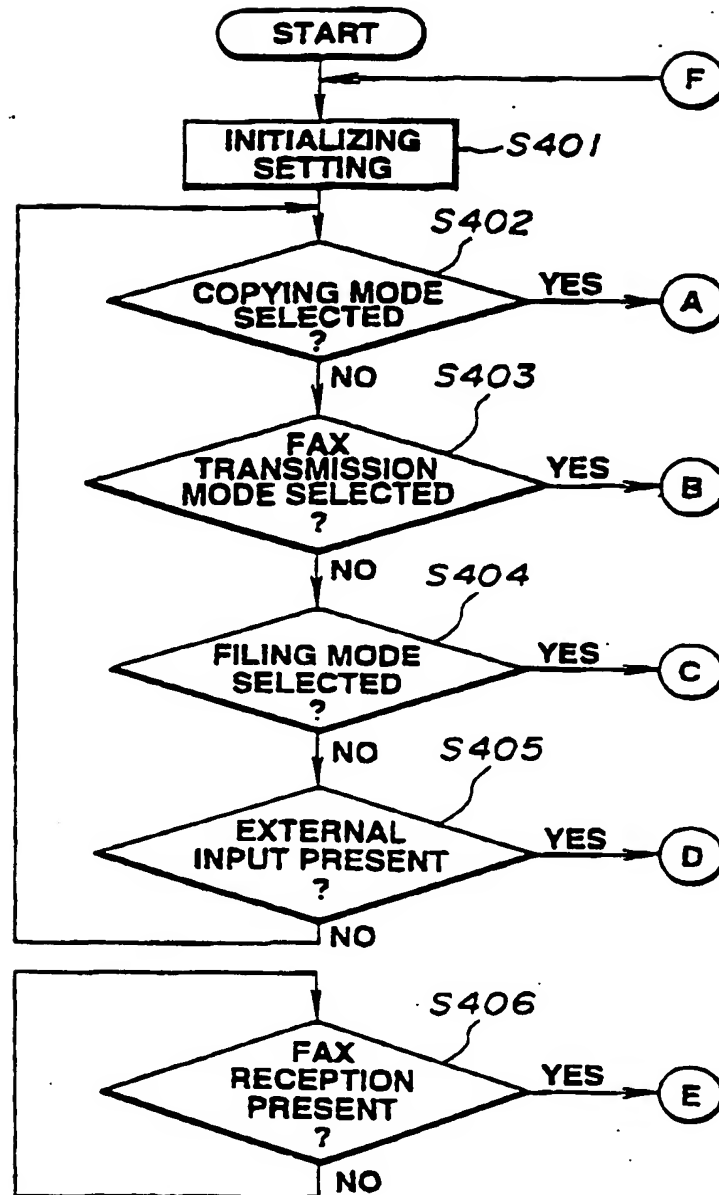 START
F
INITIALIZING
SETTING
S401
S402
COPYING MODE
SELECTED
?
YES
A
NO
S403
FAX
TRANSMISSION
MODE SELECTED
?
YES
B
NO
S404
FILING MODE
SELECTED
?
YES
C
NO
S405
EXTERNAL
INPUT PRESENT
?
YES
D
NO
S406
FAX
RECEPTION
PRESENT
?
YES
E
NO